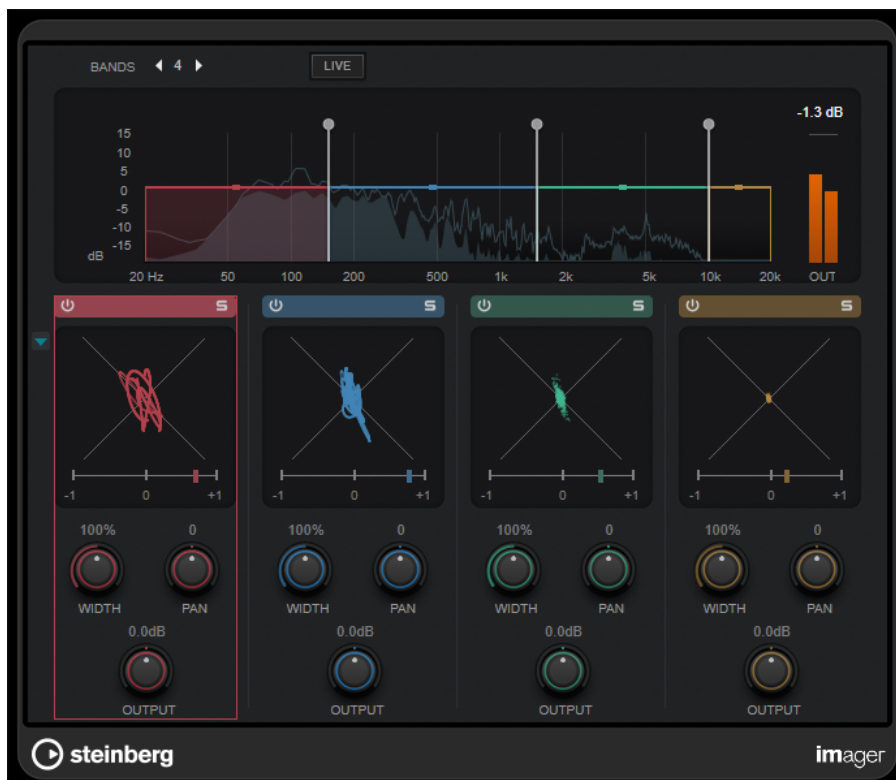 BANDS 4 LIVE
-1.3 dB
15
10
5
0
-5
-10
-15
dB
20 Hz 50 100 200 500 1k 2k 5k 10k 20k OUT
S S S S
-1 0 +1 -1 0 +1 -1 0 +1 -1 0 +1
100% 0 100% 0 100% 0 100% 0
WIDTH PAN WIDTH PAN WIDTH PAN WIDTH PAN
0.0dB 0.0dB 0.0dB 0.0dB
OUTPUT OUTPUT OUTPUT OUTPUT
steinberg imager